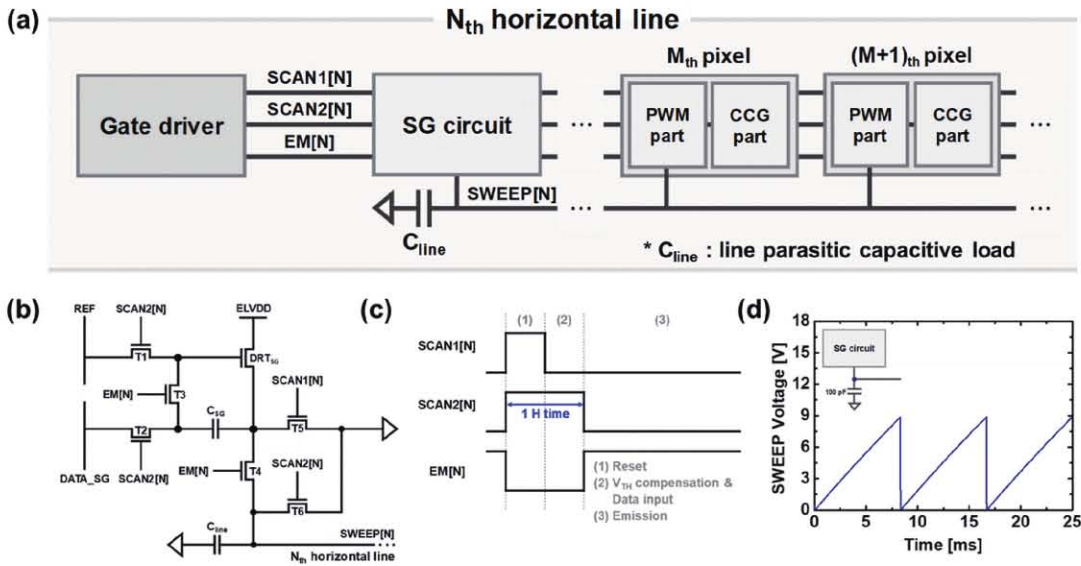 (a)
Nth horizontal line
Mth pixel
(M+1)th pixel
Gate driver
SCAN1[N]
SCAN2[N]
EM[N]
SG circuit
...
PWM part
CCG part
PWM part
CCG part
...
SWEEP[N]
...
...
Cline
* Cline : line parasitic capacitive load
(b)
REF
SCAN2[N]
ELVDD
T1
DRTSG
EM[N]
T3
SCAN1[N]
CSG
T2
T5
DATA_SG
SCAN2[N]
EM[N]
T4
SCAN2[N]
T6
Cline
SWEEP[N]
...
Nth horizontal line
(c)
(1)
(2)
(3)
SCAN1[N]
SCAN2[N]
1 H time
EM[N]
(1) Reset
(2) VTH compensation &
Data input
(3) Emission
(d)
SWEEP Voltage [V]
18
15
12
9
6
3
0
SG circuit
100 pF
0 5 10 15 20 25
Time [ms]